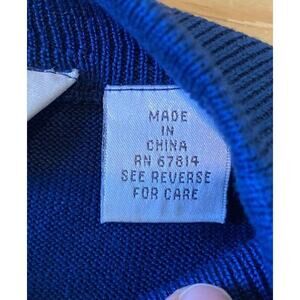 MADE
IN
CHINA
RN 67814
SEE REVERSE
FOR CARE